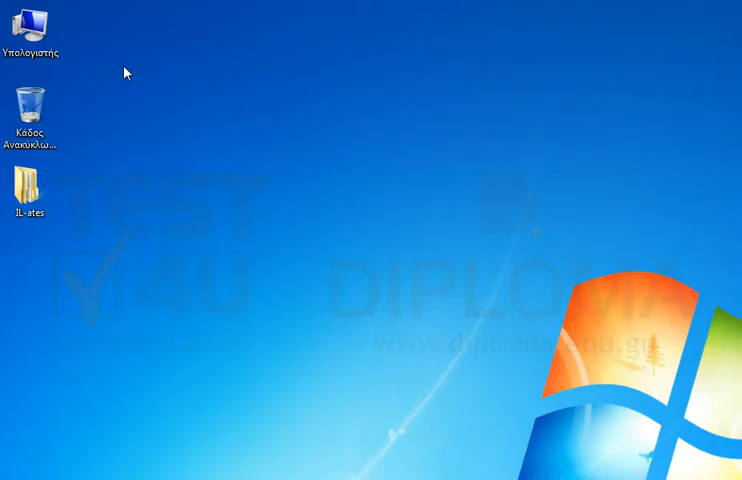 Υπολογιστής
Κάδος
Ανακύκλω...
IL-ates
TEST
4U
DIPLOMA
www.diploma.edu.gr